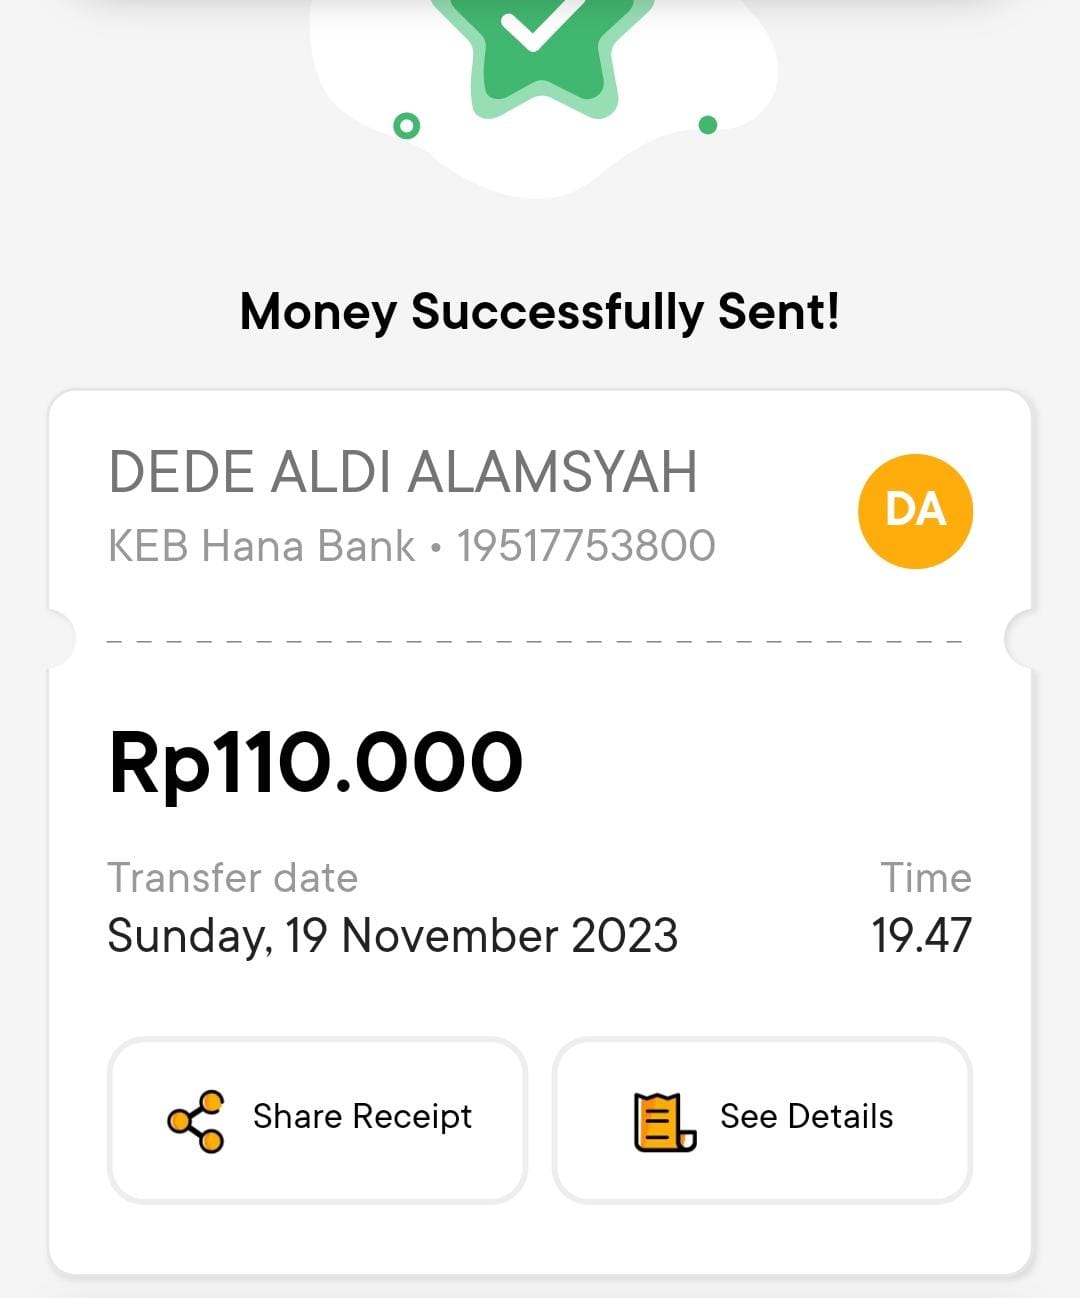 Money Successfully Sent!
DEDE ALDI ALAMSYAH
DA
KEB Hana Bank • 19517753800
Rp110.000
Transfer date
Time
Sunday, 19 November 2023
19.47
Share Receipt
See Details